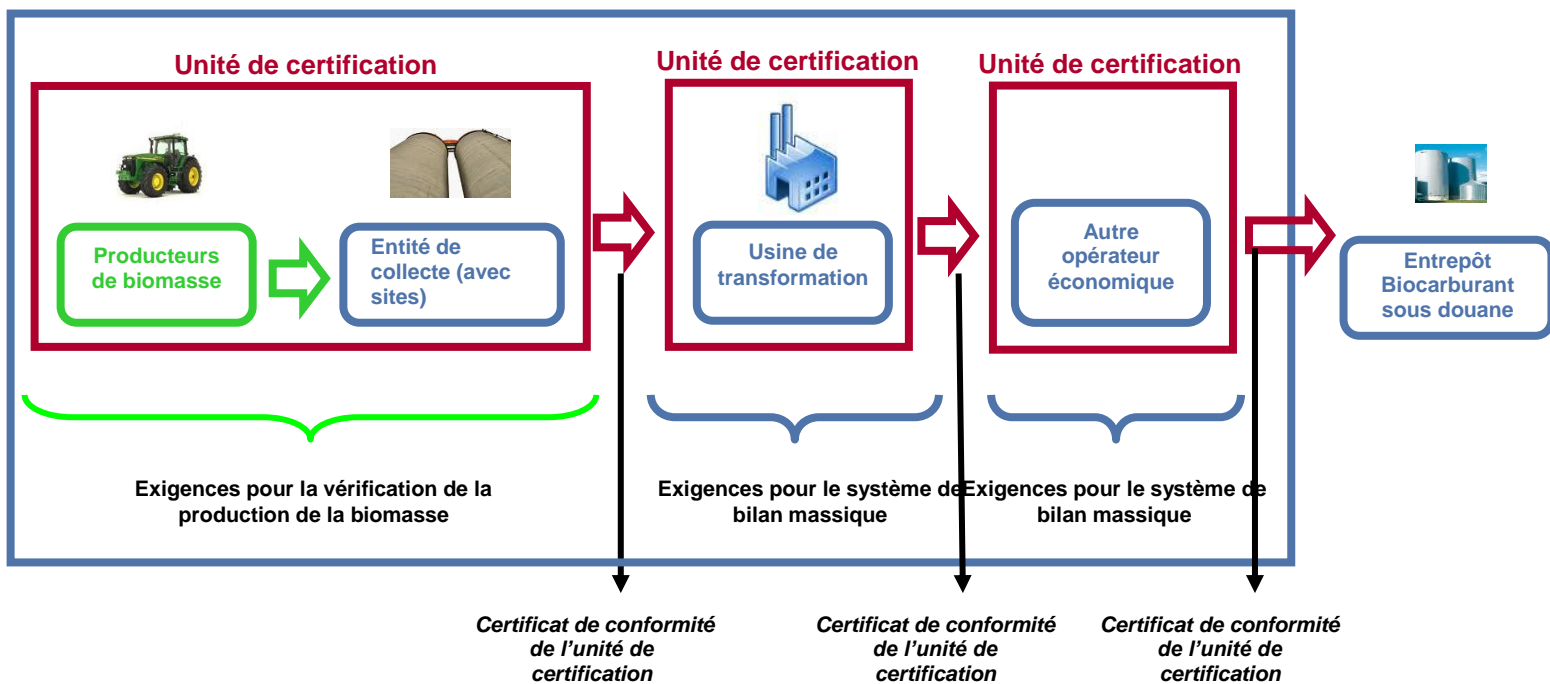 Unité de certification
Unité de certification
Unité de certification
Producteurs
de biomasse
Entité de
collecte (avec
sites)
Usine de
transformation
Autre
opérateur
économique
Entrepôt
Biocarburant
sous douane
Exigences pour la vérification de la
production de la biomasse
Exigences pour le système de
bilan massique
Exigences pour le système de
bilan massique
Certificat de conformité
de l’unité de
certification
Certificat de conformité
de l’unité de
certification
Certificat de conformité
de l’unité de
certification